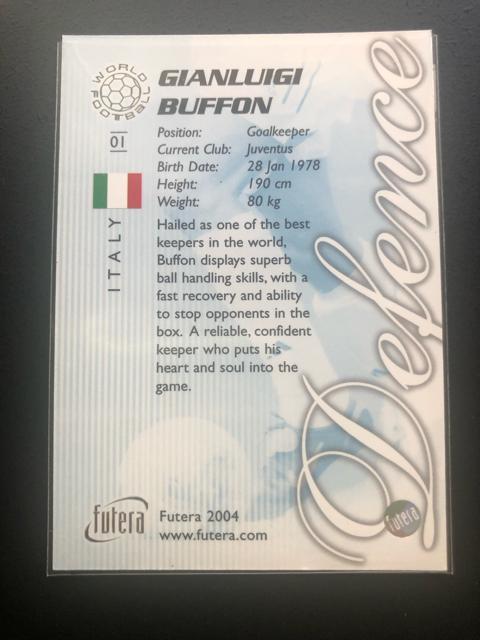 WORLD FOOTBALL
GIANLUIGI
BUFFON
01
ITALY
Position: Goalkeeper
Current Club: Juventus
Birth Date: 28 Jan 1978
Height: 190 cm
Weight: 80 kg
Hailed as one of the best
keepers in the world,
Buffon displays superb
ball handling skills, with a
fast recovery and ability
to stop opponents in the
box. A reliable, confident
keeper who puts his
heart and soul into the
game.
Defence
futera
Futera 2004
www.futera.com
futera